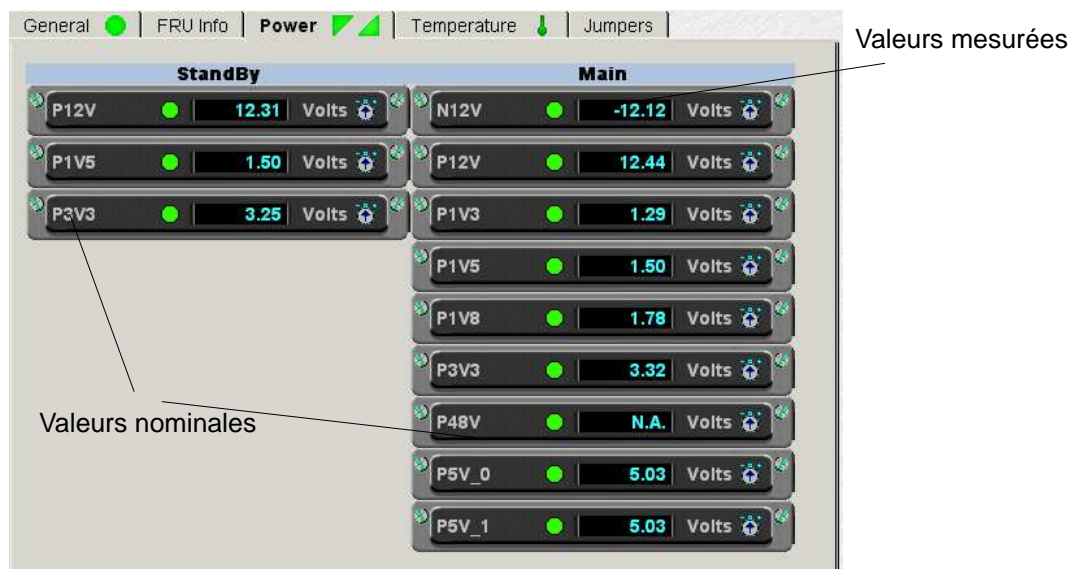 General FRU Info Power Temperature Jumpers
Valeurs mesurées
StandBy Main
P12V 12.31 Volts N12V -12.12 Volts
P1V5 1.50 Volts P12V 12.44 Volts
P3V3 3.25 Volts P1V3 1.29 Volts
P1V5 1.50 Volts
P1V8 1.78 Volts
P3V3 3.32 Volts
Valeurs nominales
P48V N.A. Volts
P5V_0 5.03 Volts
P5V_1 5.03 Volts